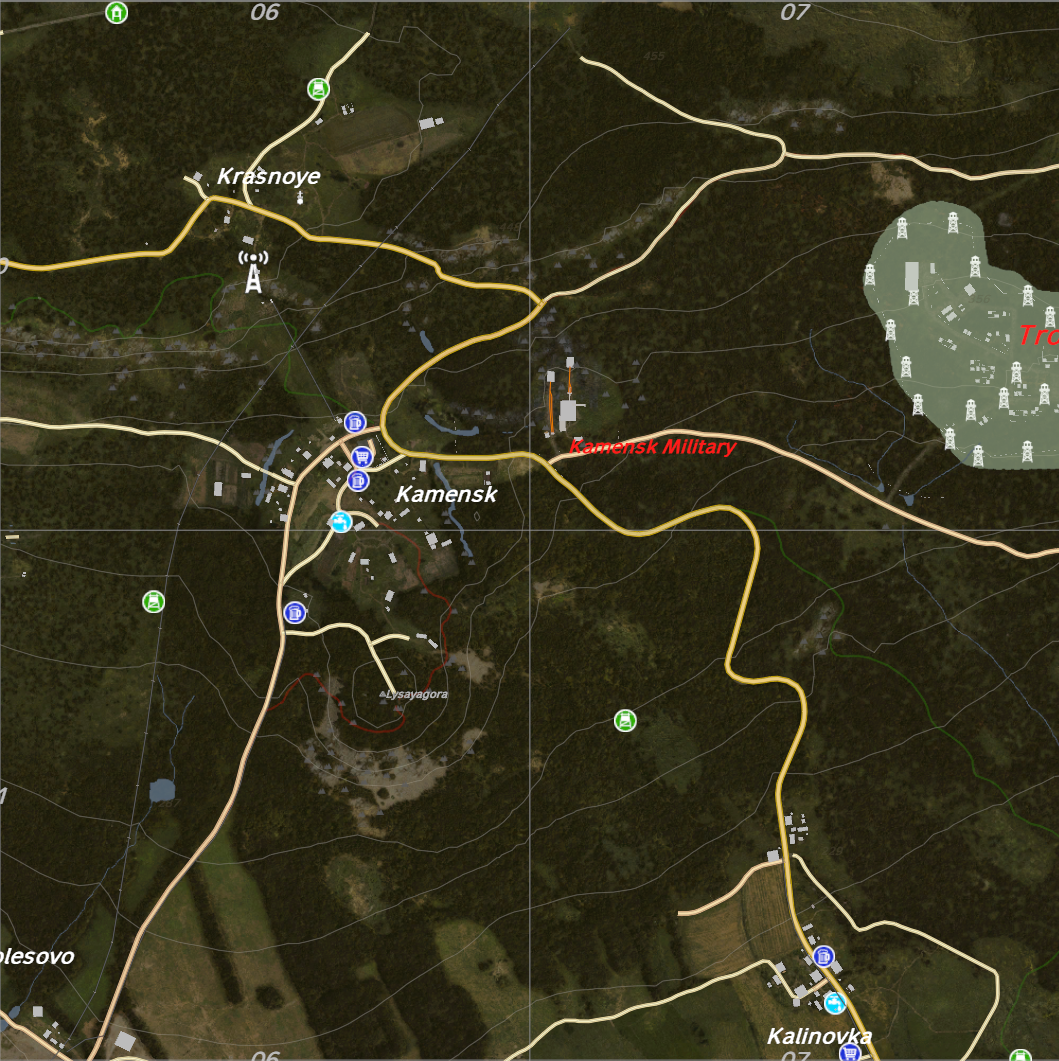 06
07
455
Krasnoye
Kamensk Military
Kamensk
Lysayagora
olesovo
Kalinovka
06
07